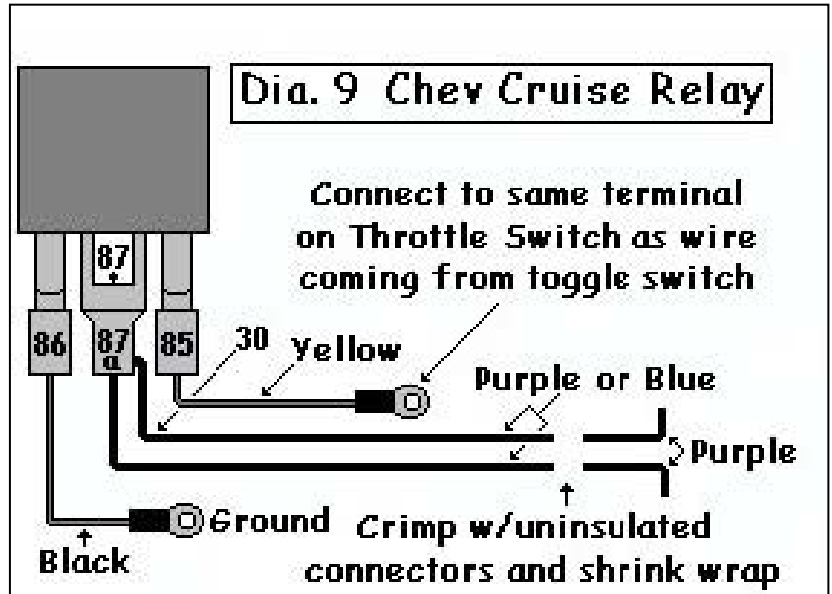 Dia. 9 Chev Cruise Relay
Connect to same terminal
on Throttle Switch as wire
coming from toggle switch
87
86
87
a
85
30
Yellow
Purple or Blue
Purple
Ground
Black
Crimp w/uninsulated
connectors and shrink wrap